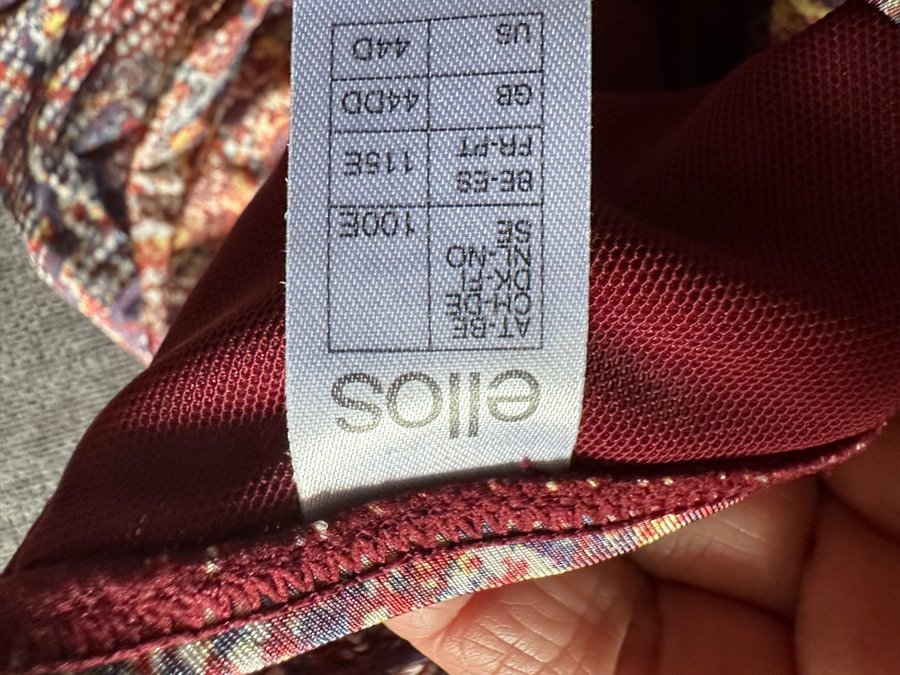 ellos
AT-BE
CH-DE
DK-FI
NL-NO
SE 100E
BE-ES
FR-PT 115E
GB 44DD
US 44D